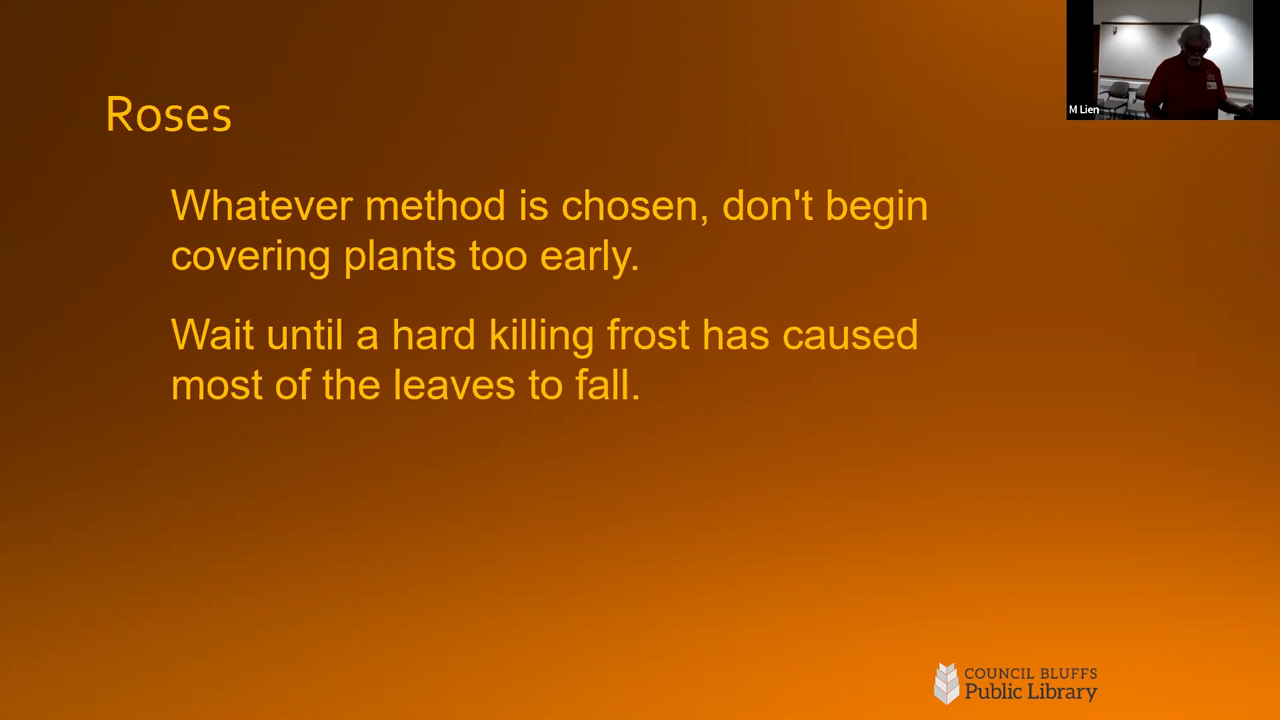 M Lien
Roses
Whatever method is chosen, don't begin
covering plants too early.
Wait until a hard killing frost has caused
most of the leaves to fall.
COUNCIL BLUFFS
Public Library